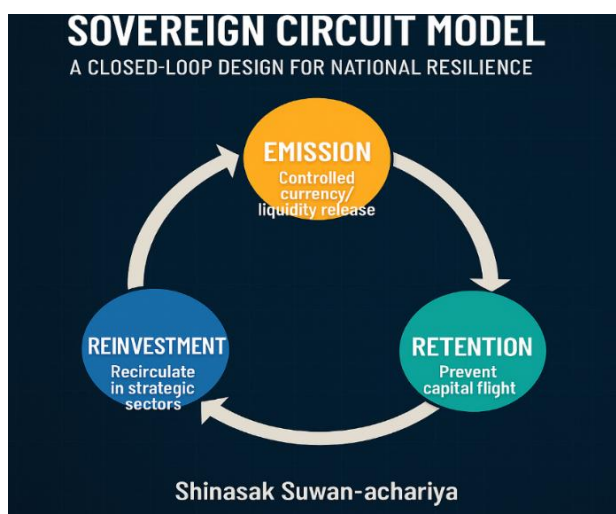 SOVEREIGN CIRCUIT MODEL
A CLOSED-LOOP DESIGN FOR NATIONAL RESILIENCE
EMISSION
Controlled
currency/
liquidity release
RETENTION
Prevent
capital flight
REINVESTMENT
Recirculate
in strategic
sectors
Shinasak Suwan-achariya